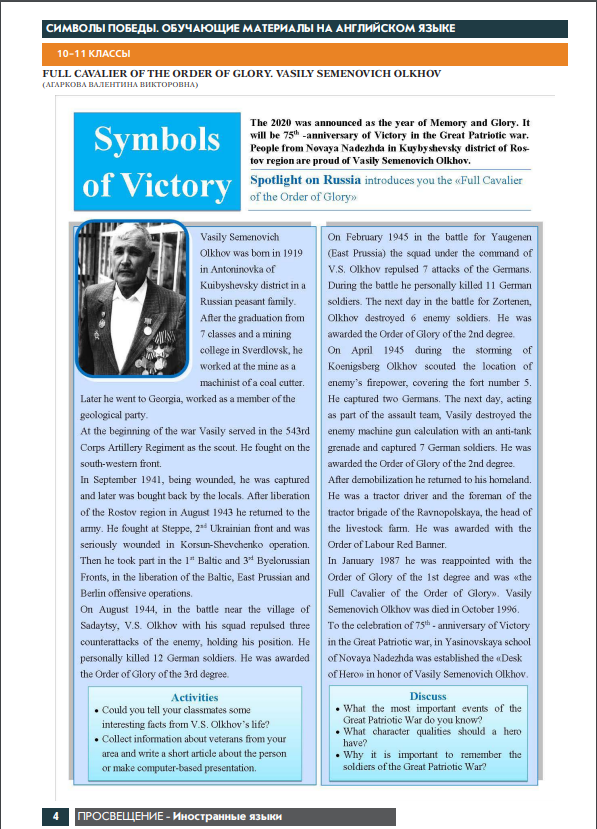 СИМВОЛЫ ПОБЕДЫ. ОБУЧАЮЩИЕ МАТЕРИАЛЫ НА АНГЛИЙСКОМ ЯЗЫКЕ
10–11 КЛАССЫ
FULL CAVALIER OF THE ORDER OF GLORY. VASILY SEMENOVICH OLKHOV
(АГАРКОВА ВАЛЕНТИНА ВИКТОРОВНА)
Symbols
of Victory
The 2020 was announced as the year of Memory and Glory. It
will be 75th -anniversary of Victory in the Great Patriotic war.
People from Novaya Nadezhda in Kuybyshevsky district of Ros-
tov region are proud of Vasily Semenovich Olkhov.
Spotlight on Russia introduces you the «Full Cavalier
of the Order of Glory»
Vasily Semenovich
Olkhov was born in 1919
in Antoninovka of
Kuibyshevsky district in a
Russian peasant family.
After the graduation from
7 classes and a mining
college in Sverdlovsk, he
worked at the mine as a
machinist of a coal cutter.
Later he went to Georgia, worked as a member of the
geological party.
At the beginning of the war Vasily served in the 543rd
Corps Artillery Regiment as the scout. He fought on the
south-western front.
In September 1941, being wounded, he was captured
and later was bought back by the locals. After liberation
of the Rostov region in August 1943 he returned to the
army. He fought at Steppe, 2nd Ukrainian front and was
seriously wounded in Korsun-Shevchenko operation.
Then he took part in the 1st Baltic and 3rd Byelorussian
Fronts, in the liberation of the Baltic, East Prussian and
Berlin offensive operations.
On August 1944, in the battle near the village of
Sadaytsy, V.S. Olkhov with his squad repulsed three
counterattacks of the enemy, holding his position. He
personally killed 12 German soldiers. He was awarded
the Order of Glory of the 3rd degree.
Activities
• Could you tell your classmates some
interesting facts from V.S. Olkhov's life?
• Collect information about veterans from your
area and write a short article about the person
or make computer-based presentation.
On February 1945 in the battle for Yaugenen
(East Prussia) the squad under the command of
V.S. Olkhov repulsed 7 attacks of the Germans.
During the battle he personally killed 11 German
soldiers. The next day in the battle for Zortenen,
Olkhov destroyed 6 enemy soldiers. He was
awarded the Order of Glory of the 2nd degree.
On April 1945 during the storming of
Koenigsberg Olkhov scouted the location of
enemy's firepower, covering the fort number 5.
He captured two Germans. The next day, acting
as part of the assault team, Vasily destroyed the
enemy machine gun calculation with an anti-tank
grenade and captured 7 German soldiers. He was
awarded the Order of Glory of the 2nd degree.
After demobilization he returned to his homeland.
He was a tractor driver and the foreman of the
tractor brigade of the Ravnopolskaya, the head of
the livestock farm. He was awarded with the
Order of Labour Red Banner.
In January 1987 he was reappointed with the
Order of Glory of the 1st degree and was «the
Full Cavalier of the Order of Glory». Vasily
Semenovich Olkhov was died in October 1996.
To the celebration of 75th - anniversary of Victory
in the Great Patriotic war, in Yasinovskaya school
of Novaya Nadezhda was established the «Desk
of Hero» in honor of Vasily Semenovich Olkhov.
Discuss
• What the most important events of the
Great Patriotic War do you know?
• What character qualities should a hero
have?
• Why it is important to remember the
soldiers of the Great Patriotic War?
4 ПРОСВЕЩЕНИЕ - Иностранные языки